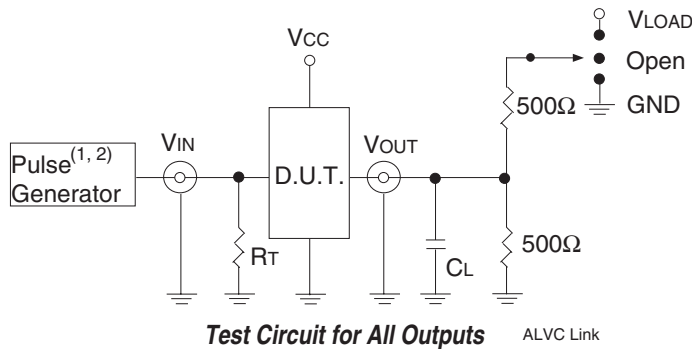 VLOAD
VCC
Open
500Ω
GND
VIN
VOUT
Pulse(1, 2)
Generator
D.U.T.
RT
CL
500Ω
Test Circuit for All Outputs
ALVC Link